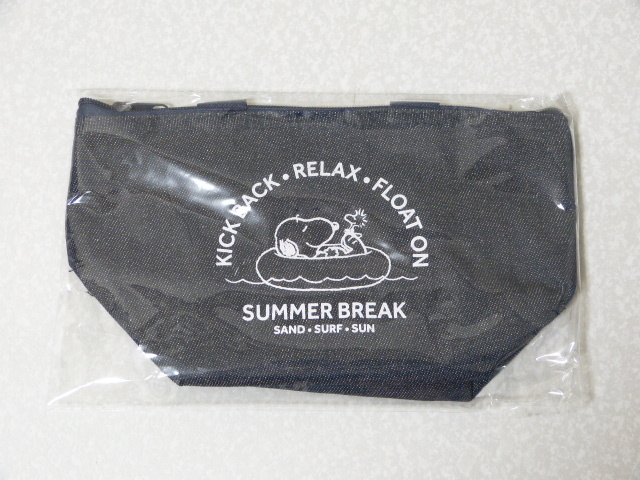 KICK BACK • RELAX • FLOAT ON
SUMMER BREAK
SAND • SURF • SUN